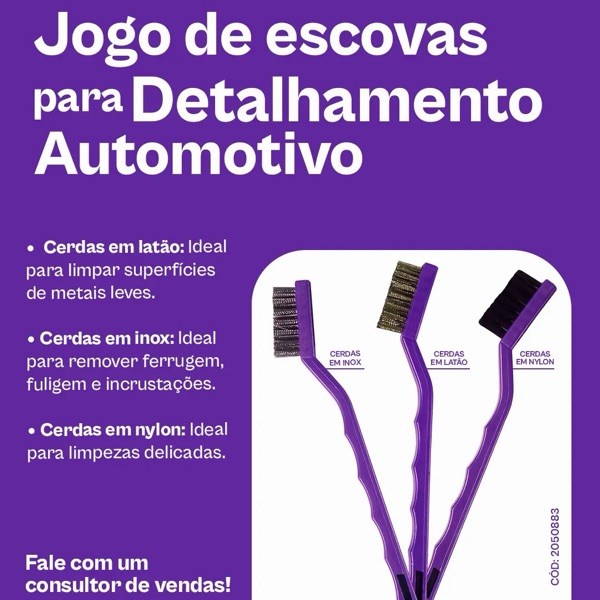 Jogo de escovas
para Detalhamento
Automotivo
• Cerdas em latão: Ideal
para limpar superfícies
de metais leves.
• Cerdas em inox: Ideal
para remover ferrugem,
fuligem e incrustações.
• Cerdas em nylon: Ideal
para limpezas delicadas.
CERDAS
EM INOX
CERDAS
EM LATÃO
CERDAS
EM NYLON
CÓD: 2050883
Fale com um
consultor de vendas!